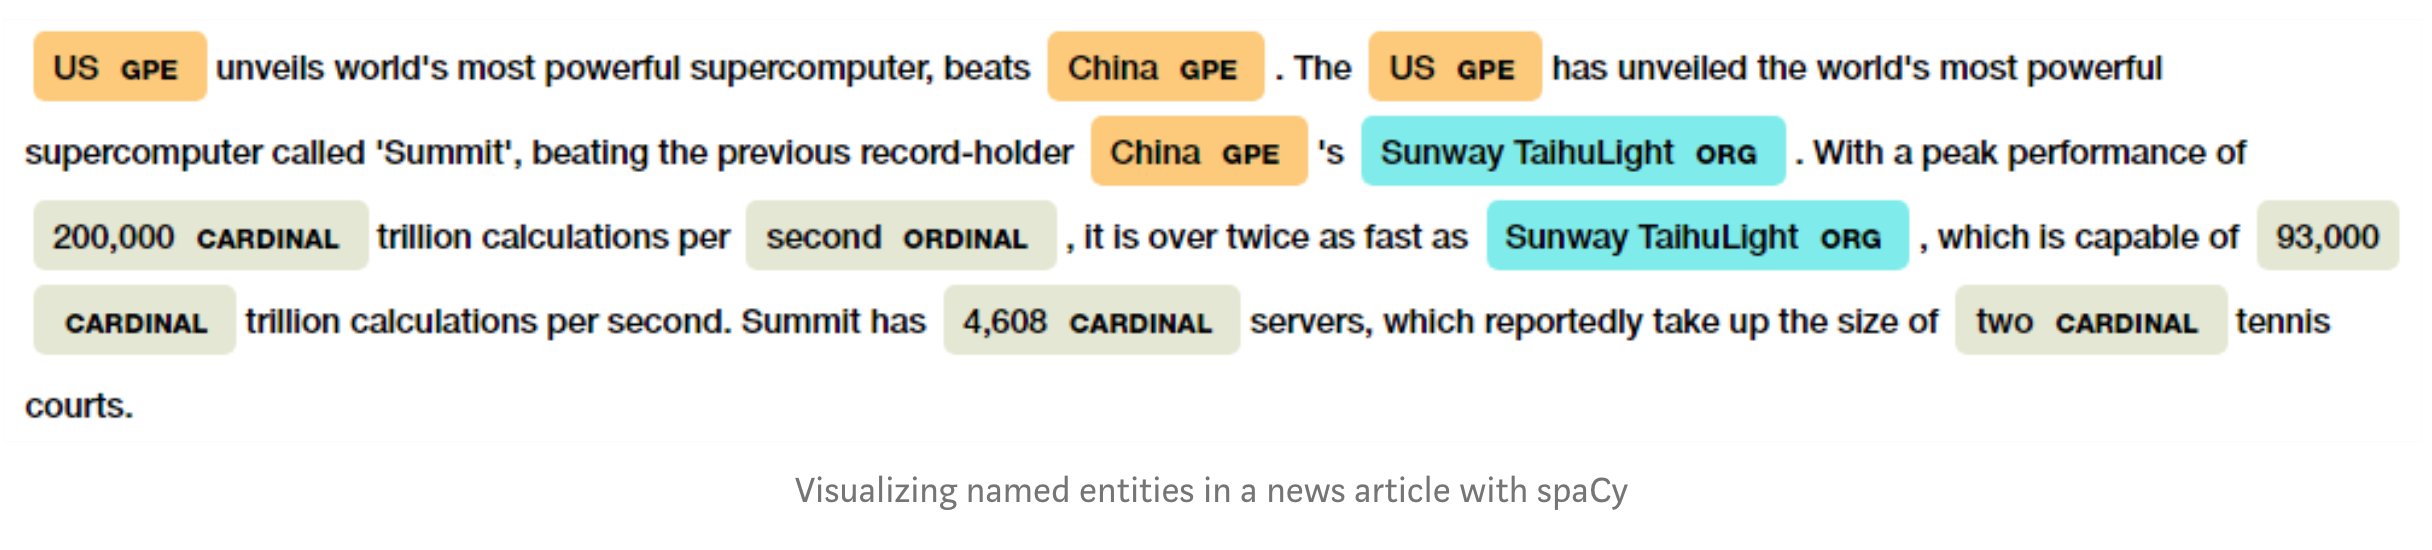 US GPE unveils world's most powerful supercomputer, beats China GPE . The US GPE has unveiled the world's most powerful
supercomputer called 'Summit', beating the previous record-holder China GPE 's Sunway TaihuLight ORG . With a peak performance of
200,000 CARDINAL trillion calculations per second ORDINAL , it is over twice as fast as Sunway TaihuLight ORG , which is capable of 93,000
CARDINAL trillion calculations per second. Summit has 4,608 CARDINAL servers, which reportedly take up the size of two CARDINAL tennis
courts.
Visualizing named entities in a news article with spaCy